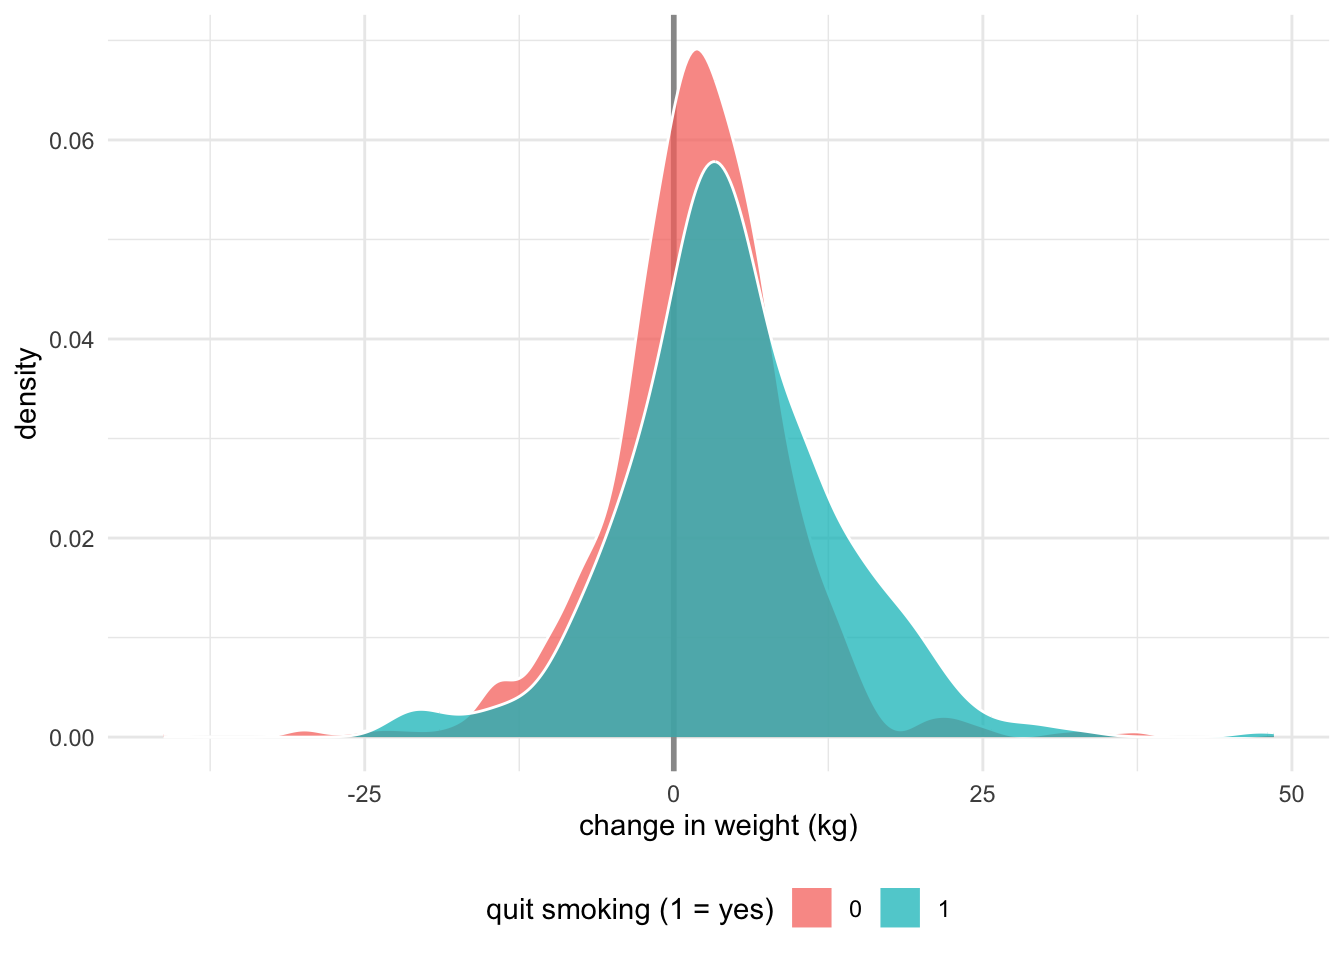 0.06
0.04
0.02
0.00
density
-25 0 25 50
change in weight (kg)
quit smoking (1 = yes) 0 1